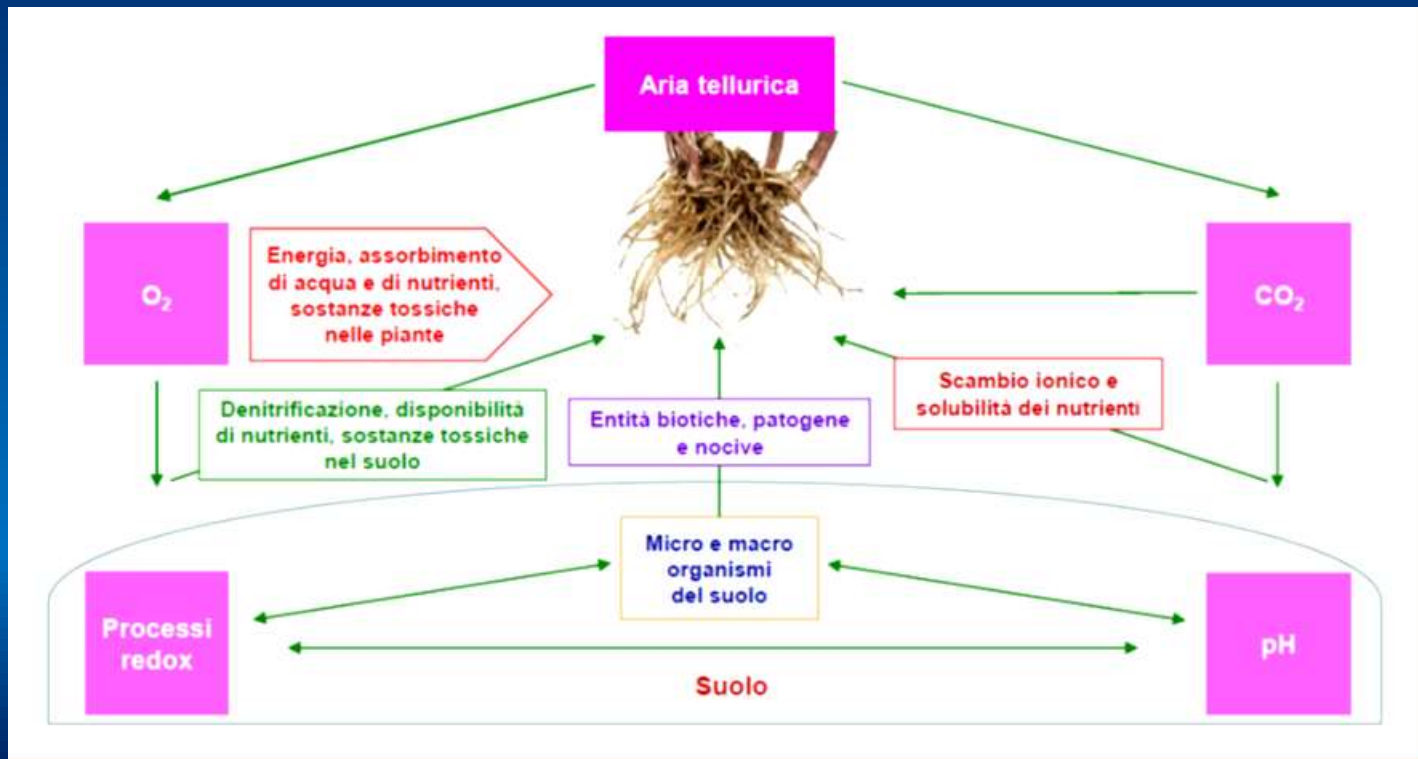 Aria tellurica
O₂
Energia, assorbimento
di acqua e di nutrienti,
sostanze tossiche
nelle piante
CO₂
Denitrificazione, disponibilità
di nutrienti, sostanze tossiche
nel suolo
Entità biotiche, patogene
e nocive
Scambio ionico e
solubilità dei nutrienti
Micro e macro
organismi
del suolo
Processi
redox
pH
Suolo